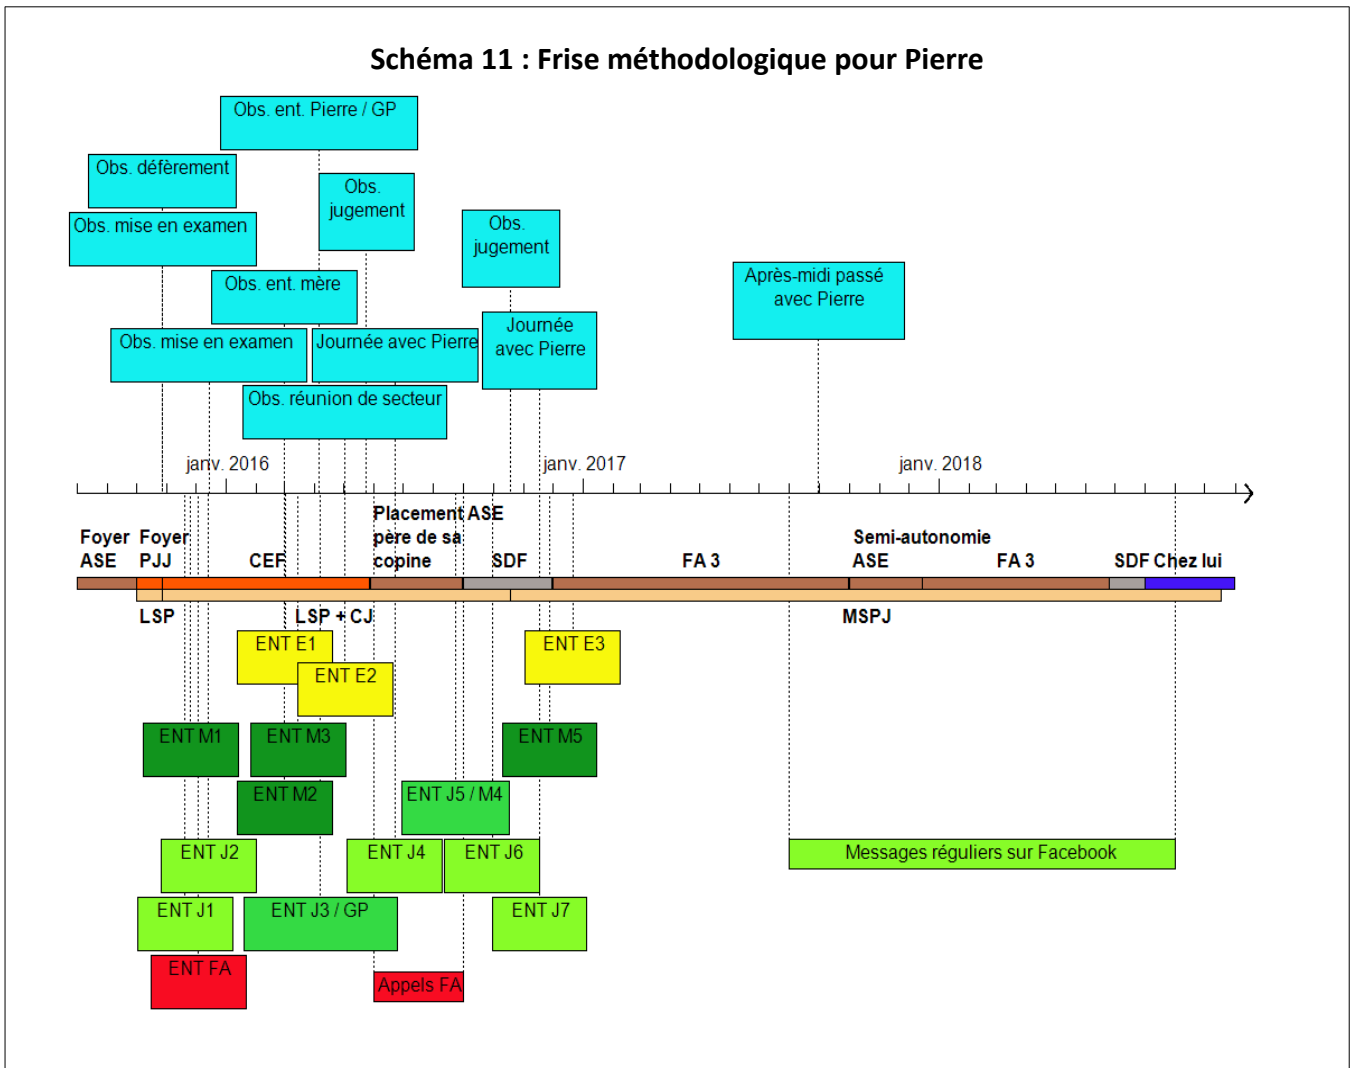 Schéma 11 : Frise méthodologique pour Pierre
Obs. ent. Pierre / GP
Obs. défèrement
Obs.
jugement
Obs. mise en examen
Obs.
jugement
Après-midi passé
avec Pierre
Obs. ent. mère
Obs. mise en examen
Journée avec Pierre
Journée
avec Pierre
Obs. réunion de secteur
janv. 2016
janv. 2017
janv. 2018
Foyer
ASE
Foyer
PJJ
CEF
Placement ASE
père de sa
copine
SDF
FA 3
Semi-autonomie
ASE
FA 3
SDF
Chez lui
LSP
LSP + CJ
MSPJ
ENT E1
ENT E2
ENT E3
ENT M1
ENT M3
ENT M5
ENT M2
ENT J5 / M4
ENT J2
ENT J4
ENT J6
Messages réguliers sur Facebook
ENT J1
ENT J3 / GP
ENT J7
ENT FA
Appels FA